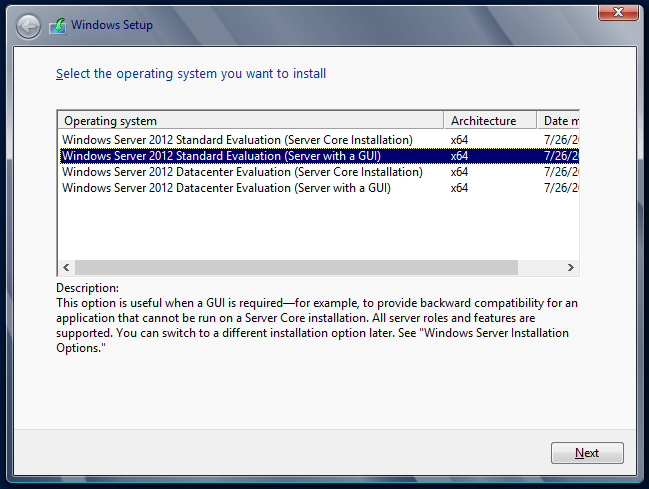 Windows Setup
Select the operating system you want to install
Operating system Architecture Date m
Windows Server 2012 Standard Evaluation (Server Core Installation) x64 7/26/20
Windows Server 2012 Standard Evaluation (Server with a GUI) x64 7/26/20
Windows Server 2012 Datacenter Evaluation (Server Core Installation) x64 7/26/20
Windows Server 2012 Datacenter Evaluation (Server with a GUI) x64 7/26/20
Description:
This option is useful when a GUI is required—for example, to provide backward compatibility for an
application that cannot be run on a Server Core installation. All server roles and features are
supported. You can switch to a different installation option later. See "Windows Server Installation
Options."
Next